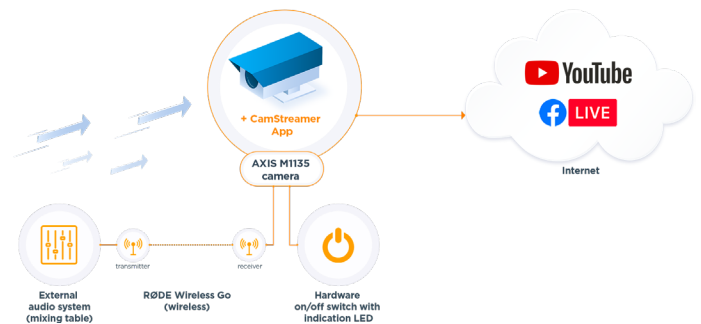 YouTube
LIVE
+ CamStreamer
App
AXIS M1135
camera
Internet
transmitter
receiver
External
audio system
(mixing table)
RØDE Wireless Go
(wireless)
Hardware
on/off switch with
indication LED